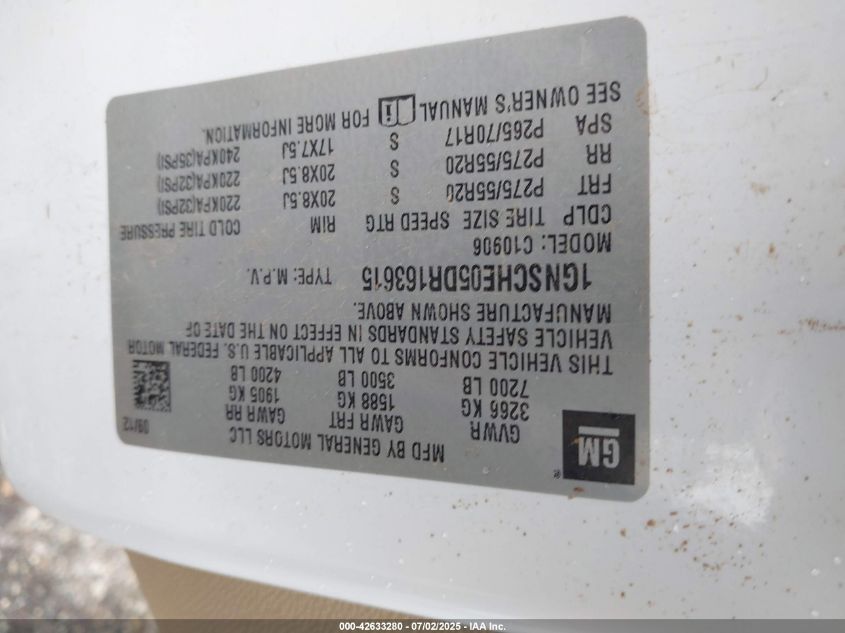 GM
®
MFD BY GENERAL MOTORS LLC
09/12
GVWR GAWR FRT GAWR RR
3266 KG 1588 KG 1905 KG
7200 LB 3500 LB 4200 LB
THIS VEHICLE CONFORMS TO ALL APPLICABLE U.S. FEDERAL MOTOR
VEHICLE SAFETY STANDARDS IN EFFECT ON THE DATE OF
MANUFACTURE SHOWN ABOVE.
1GNSCHE05DR163615 TYPE: M.P.V.
MODEL: C10906
CDLP TIRE SIZE SPEED RTG RIM COLD TIRE PRESSURE
FRT P275/55R20 S 20X8.5J 220KPA(32PSI)
RR P275/55R20 S 20X8.5J 220KPA(32PSI)
SPA P265/70R17 S 17X7.5J 240KPA(35PSI)
SEE OWNER'S MANUAL FOR MORE INFORMATION.
000-42633280 - 07/02/2025 - IAA Inc.